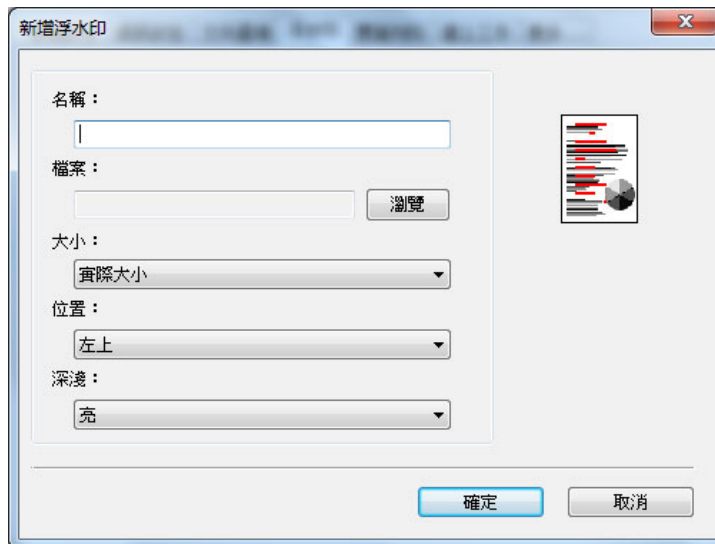 新增浮水印
名稱：
檔案：
瀏覽
大小：
實際大小
位置：
左上
深淺：
亮
確定
取消